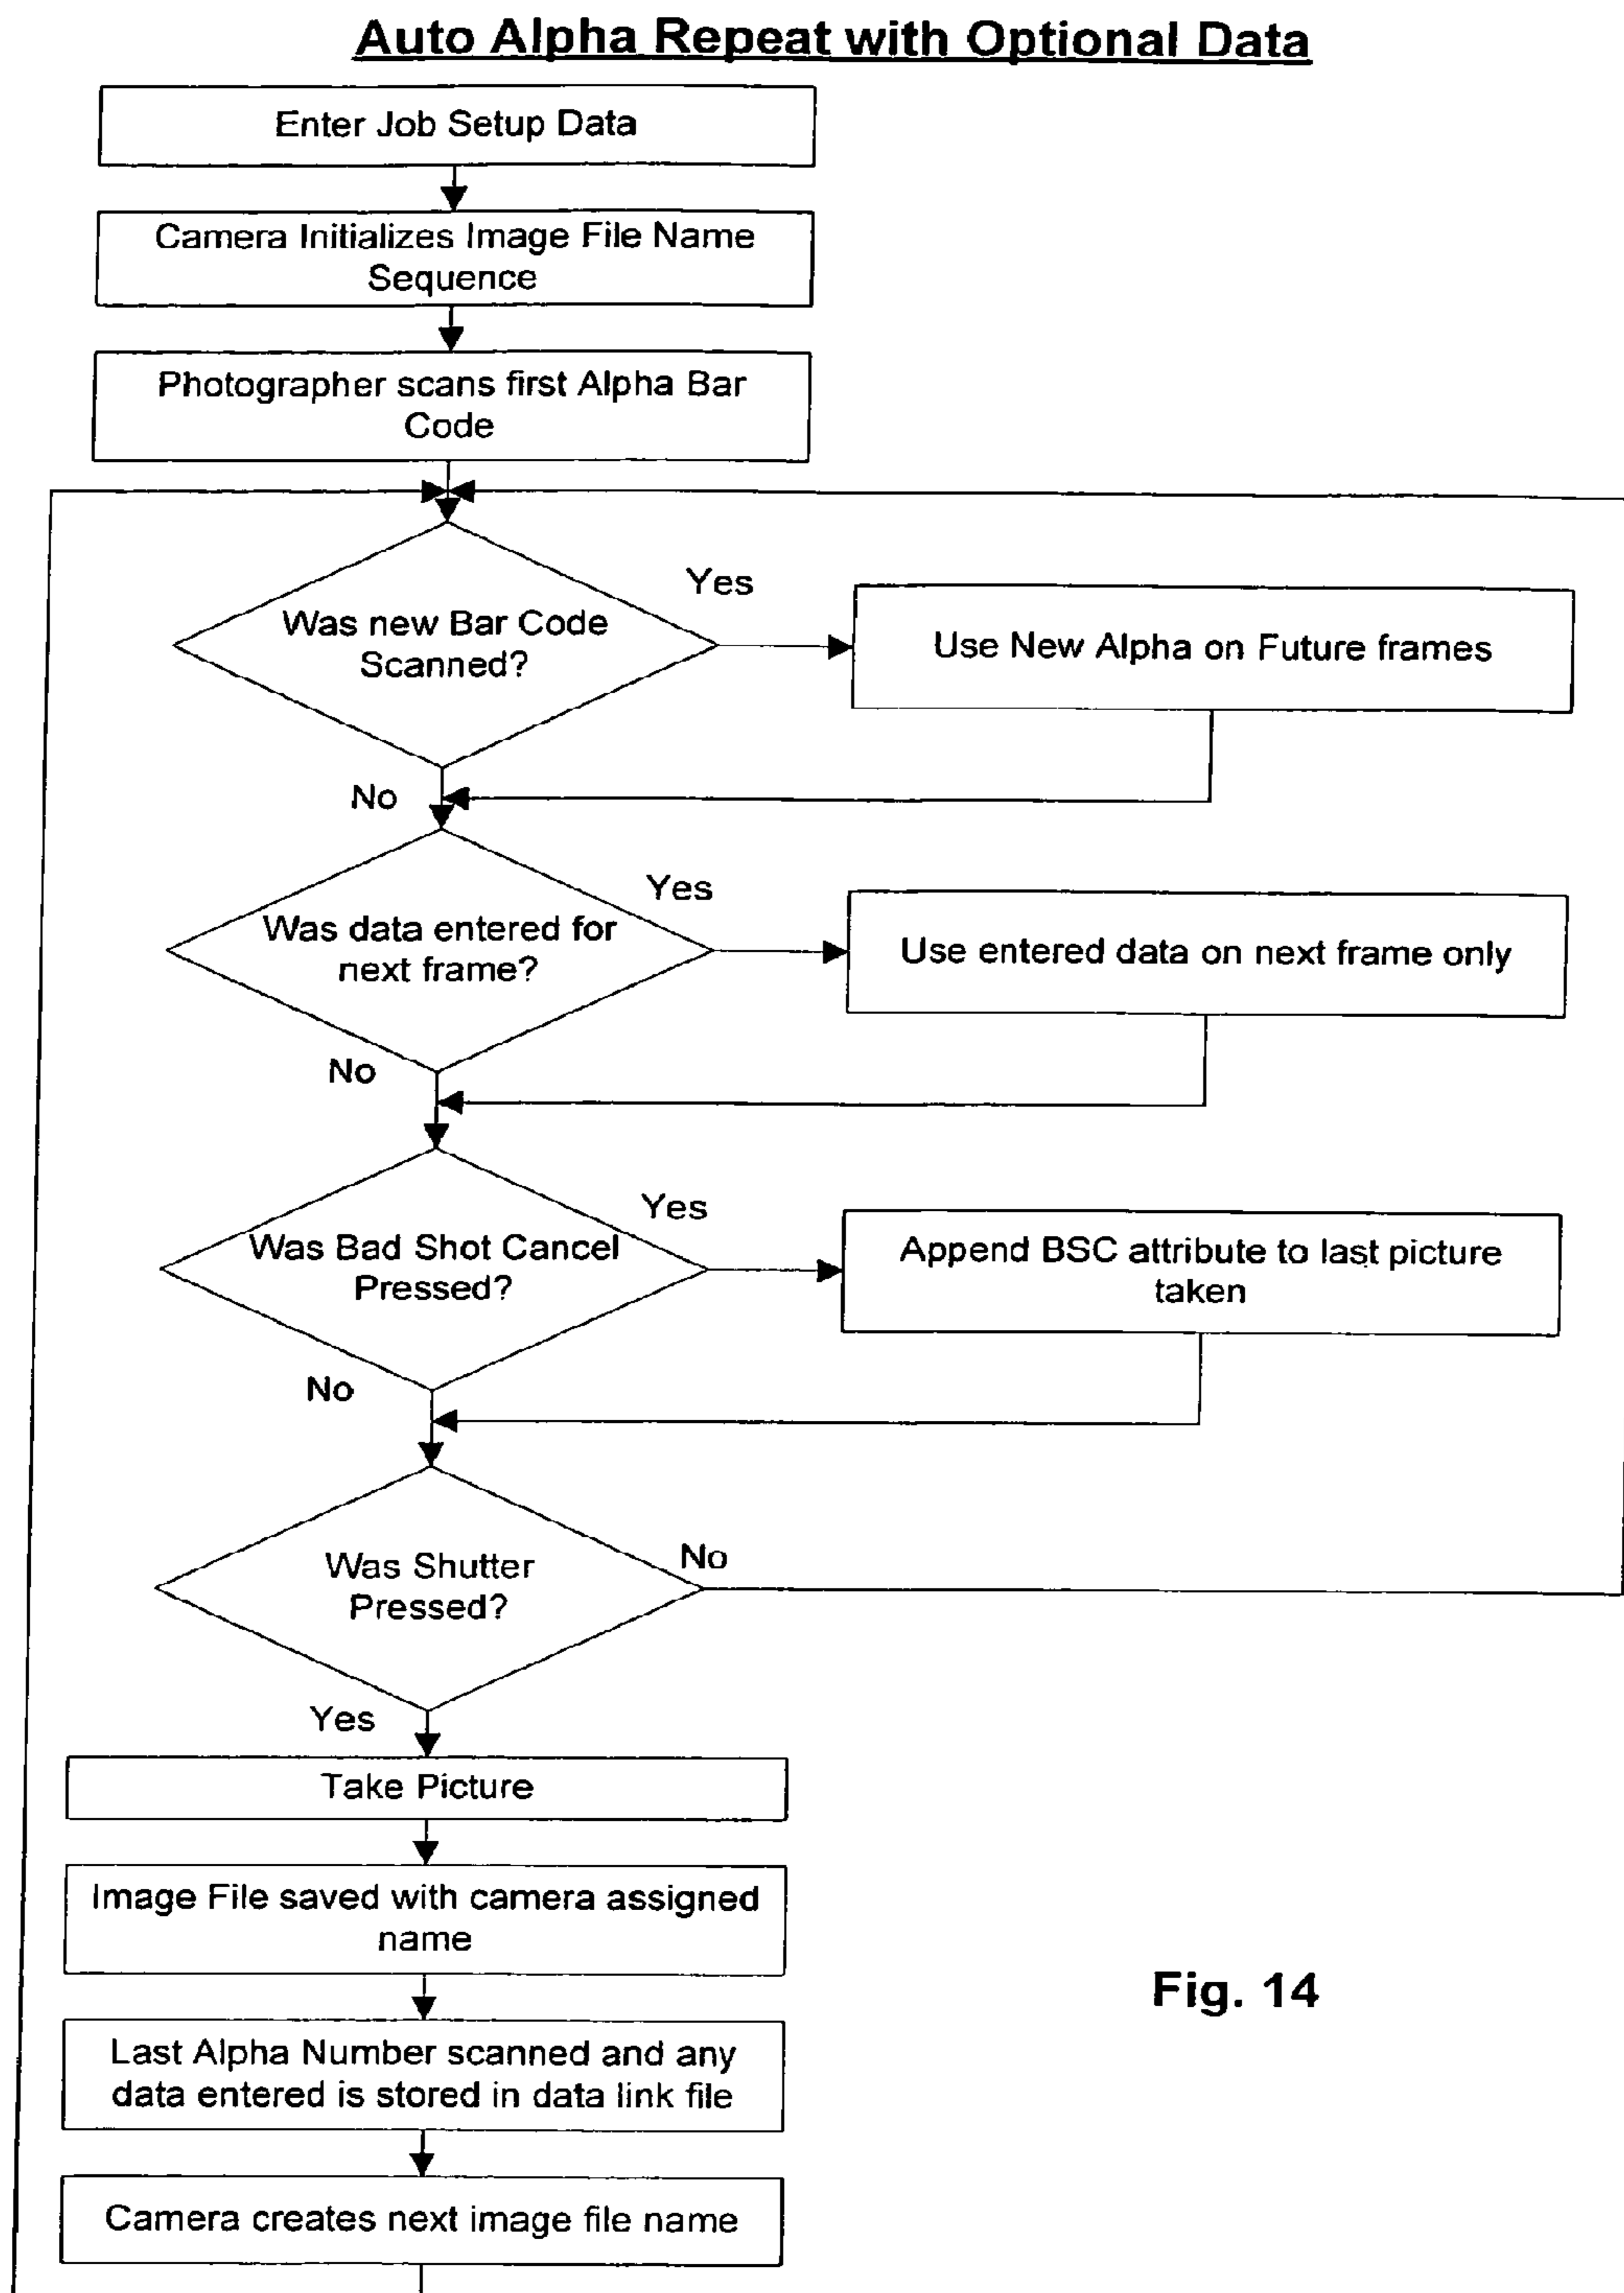 Auto Alpha Repeat with Optional Data
Enter Job Setup Data
Camera Initializes Image File Name
Sequence
Photographer scans first Alpha Bar
Code
Was new Bar Code
Scanned?
Yes
Use New Alpha on Future frames
No
Was data entered for
next frame?
Yes
Use entered data on next frame only
No
Was Bad Shot Cancel
Pressed?
Yes
Append BSC attribute to last picture
taken
No
Was Shutter
Pressed?
No
Yes
Take Picture
Image File saved with camera assigned
name
Last Alpha Number scanned and any
data entered is stored in data link file
Camera creates next image file name
Fig. 14